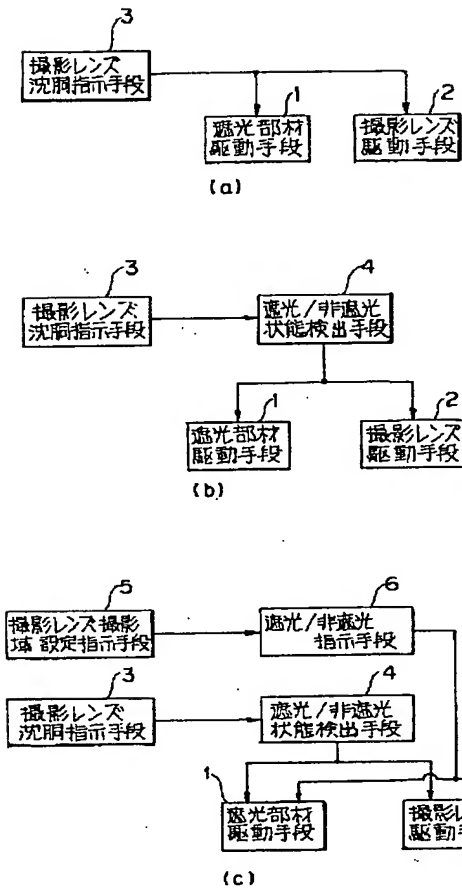 3
撮影レンズ
沈胴指示手段
1
遮光部材
駆動手段
2
撮影レンズ
駆動手段
(a)
3
撮影レンズ
沈胴指示手段
4
遮光/非遮光
状態検出手段
1
遮光部材
駆動手段
2
撮影レンズ
駆動手段
(b)
5
撮影レンズ撮影
域設定指示手段
6
遮光/非遮光
指示手段
3
撮影レンズ
沈胴指示手段
4
遮光/非遮光
状態検出手段
1
遮光部材
駆動手段
撮影レ
駆動手
(c)